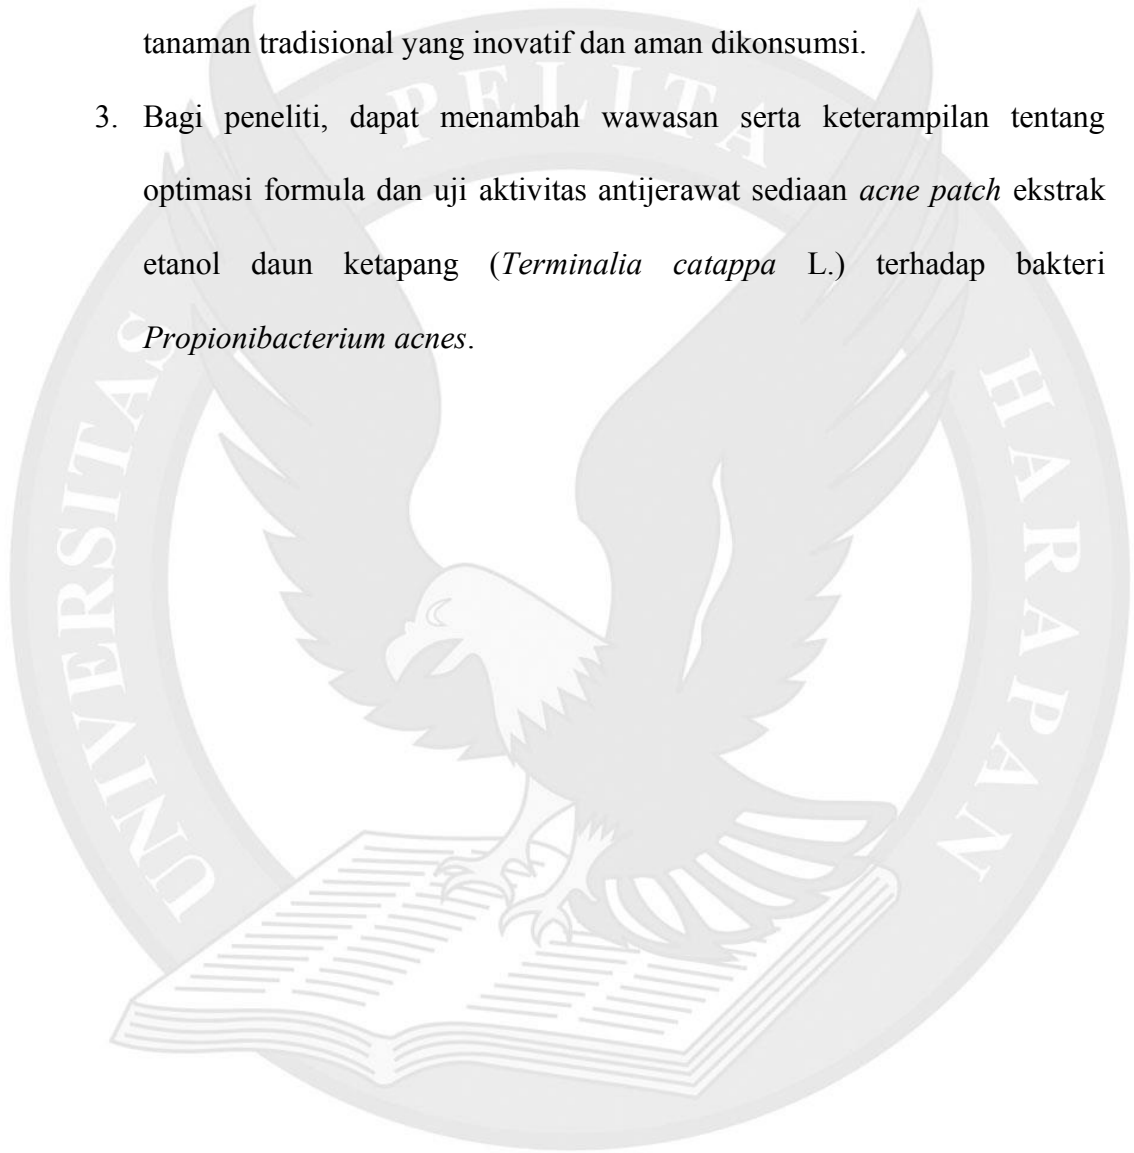 tanaman tradisional yang inovatif dan aman dikonsumsi.
3. Bagi peneliti, dapat menambah wawasan serta keterampilan tentang
optimasi formula dan uji aktivitas antijerawat sediaan acne patch ekstrak
etanol daun ketapang (Terminalia catappa L.) terhadap bakteri
Propionibacterium acnes.
UNIVERSITAS PELITA HARAPAN